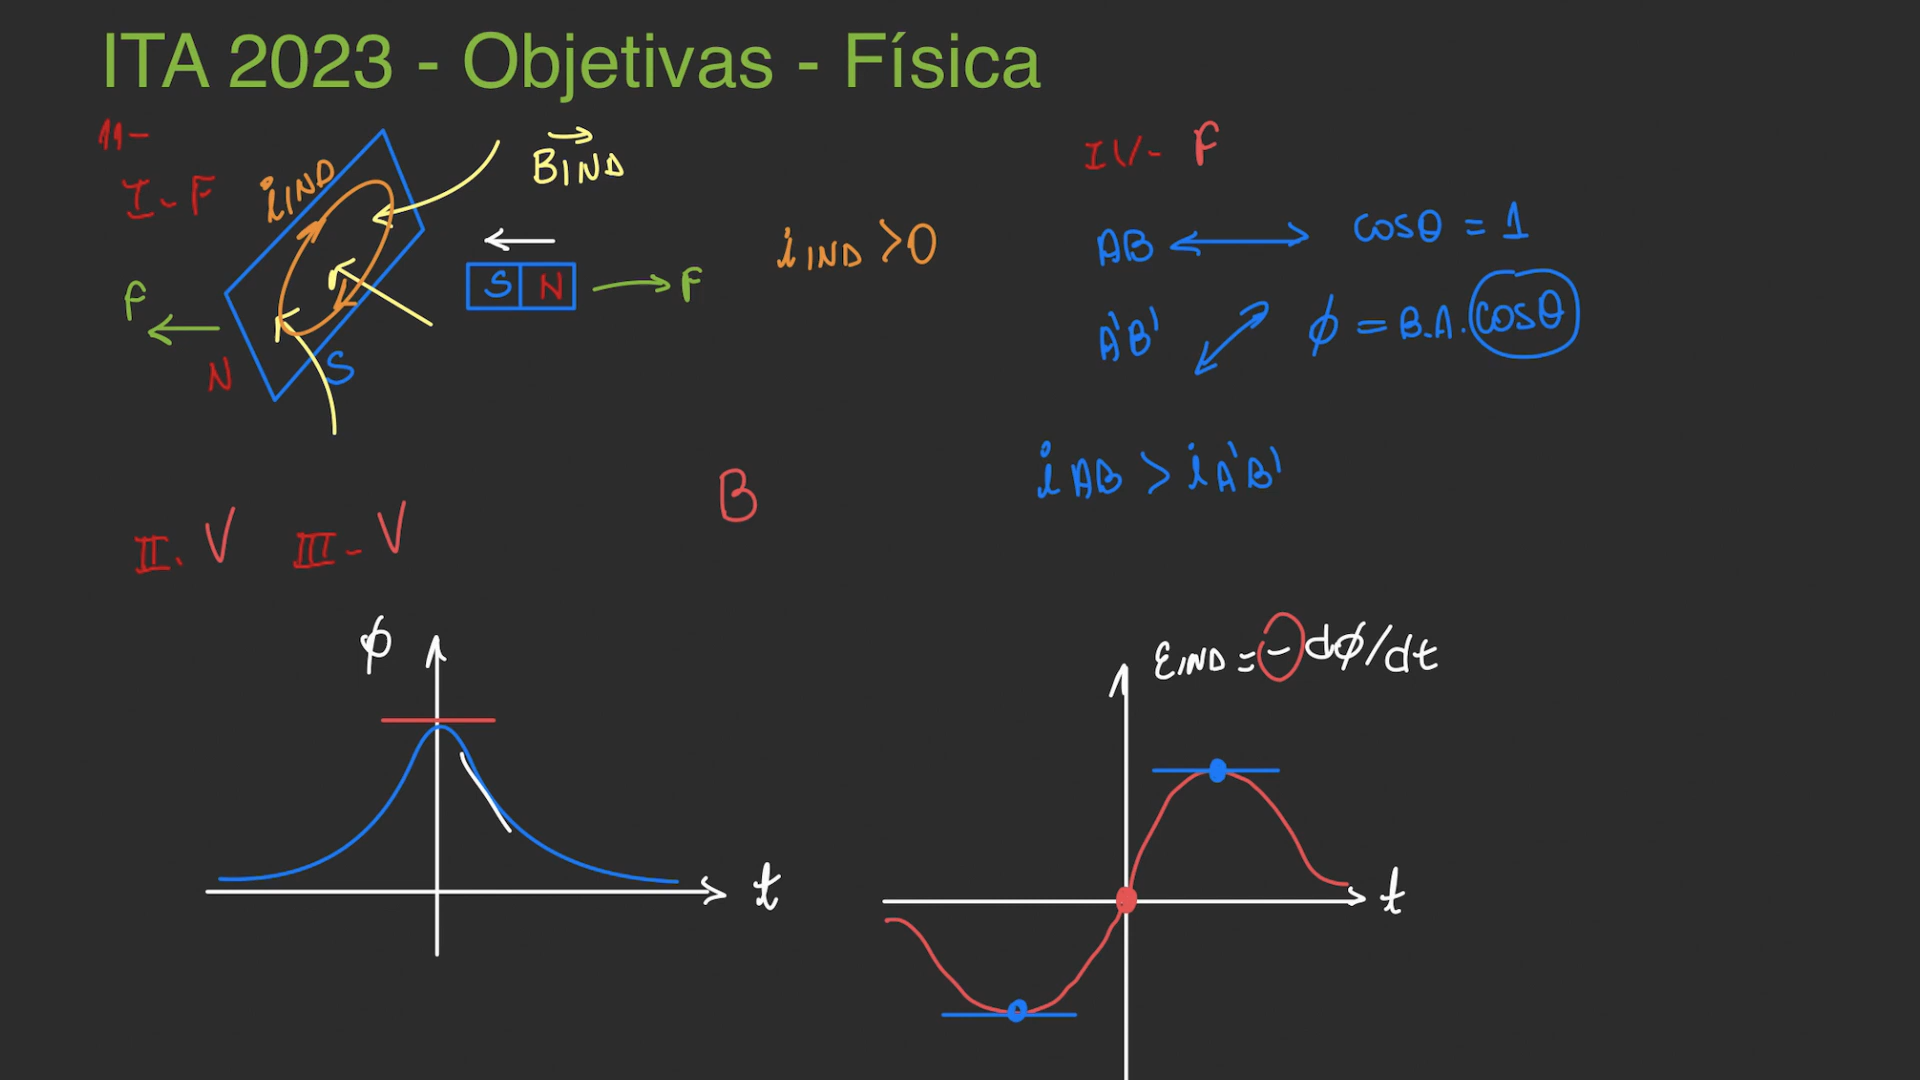 ITA 2023 - Objetivas - Física
11-
I - F
iIND
BIND
F
N
S
S N
F
iIND >0
IV- F
AB cosθ = 1
A'B' ϕ = B.A.cosθ
iAB > iA'B'
II. V III- V
B
ϕ
t
εIND = -dϕ/dt
t